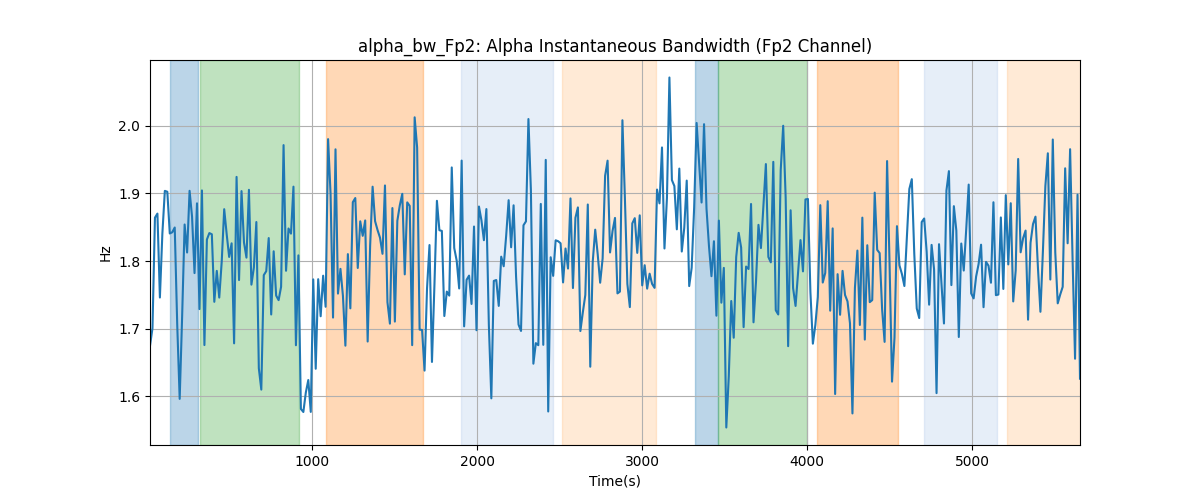 alpha_bw_Fp2: Alpha Instantaneous Bandwidth (Fp2 Channel)
Hz
2.0
1.9
1.8
1.7
1.6
1000 2000 3000 4000 5000
Time(s)